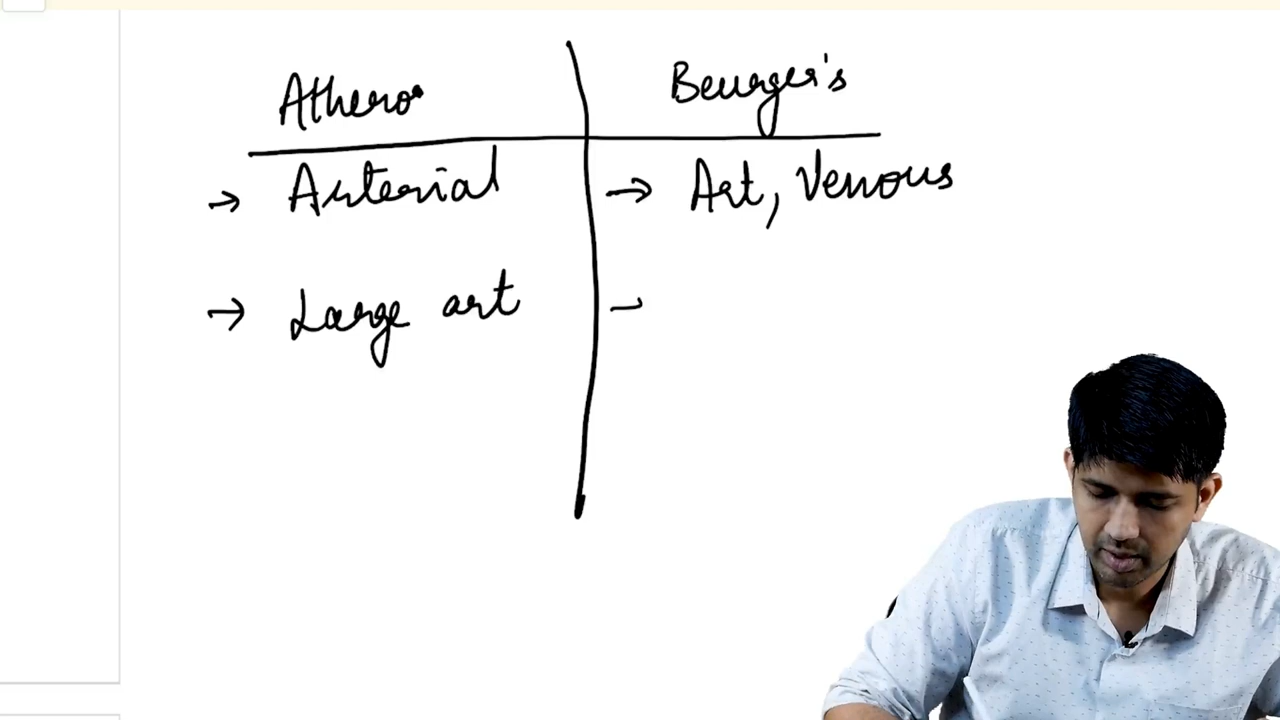 Athero
Beurger's
→ Arterial
→ Art, Venous
→ Large art